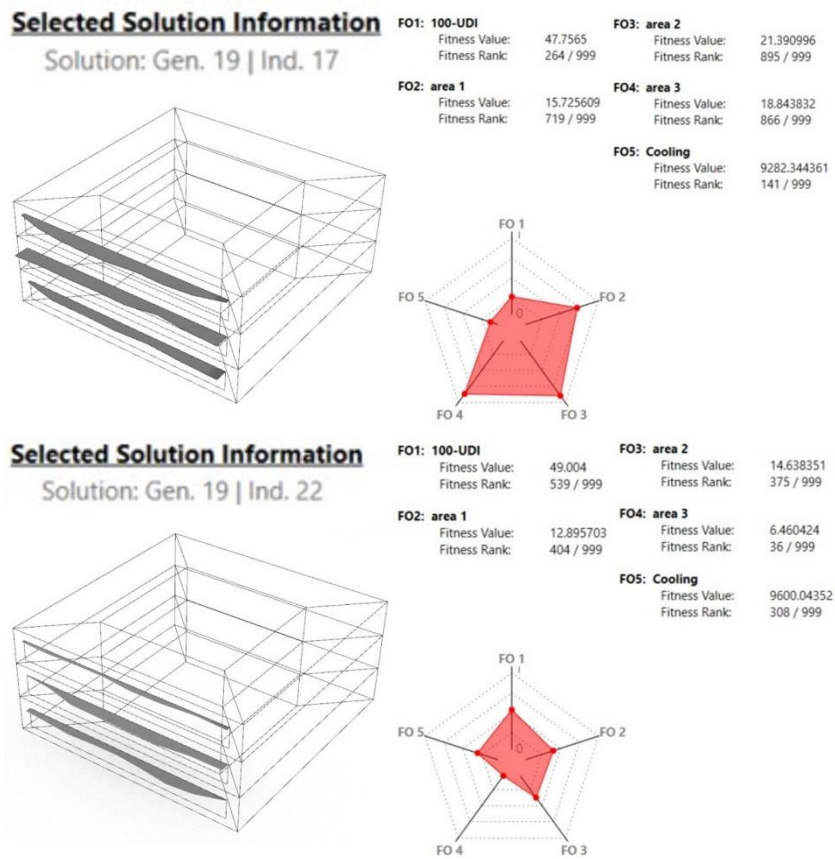 Selected Solution Information
Solution: Gen. 19 | Ind. 17
FO1: 100-UDI
Fitness Value: 47.7565
Fitness Rank: 264 / 999
FO2: area 1
Fitness Value: 15.725609
Fitness Rank: 719 / 999
FO3: area 2
Fitness Value: 21.390996
Fitness Rank: 895 / 999
FO4: area 3
Fitness Value: 18.843832
Fitness Rank: 866 / 999
FO5: Cooling
Fitness Value: 9282.344361
Fitness Rank: 141 / 999
FO 1
1
FO 5
FO 2
0
FO 4
FO 3
Selected Solution Information
Solution: Gen. 19 | Ind. 22
FO1: 100-UDI
Fitness Value: 49.004
Fitness Rank: 539 / 999
FO2: area 1
Fitness Value: 12.895703
Fitness Rank: 404 / 999
FO3: area 2
Fitness Value: 14.638351
Fitness Rank: 375 / 999
FO4: area 3
Fitness Value: 6.460424
Fitness Rank: 36 / 999
FO5: Cooling
Fitness Value: 9600.04352
Fitness Rank: 308 / 999
FO 1
1
FO 5
FO 2
0
FO 4
FO 3